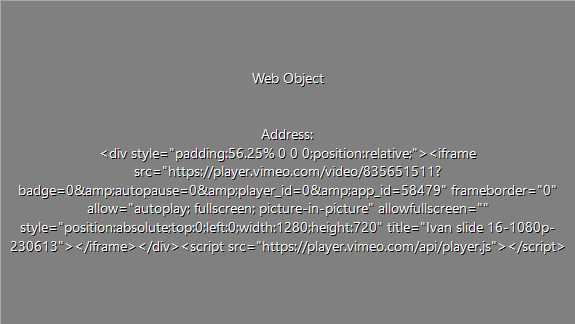 Web Object
Address:
<div style="padding:56.25% 0 0 0;position:relative;"><iframe
src="https://player.vimeo.com/video/835651511?
badge=0&amp;autopause=0&amp;player_id=0&amp;app_id=58479" frameborder="0"
allow="autoplay; fullscreen; picture-in-picture" allowfullscreen=""
style="position:absolute;top:0;left:0;width:1280;height:720" title="Ivan slide 16-1080p-
230613"></iframe></div><script src="https://player.vimeo.com/api/player.js"></script>